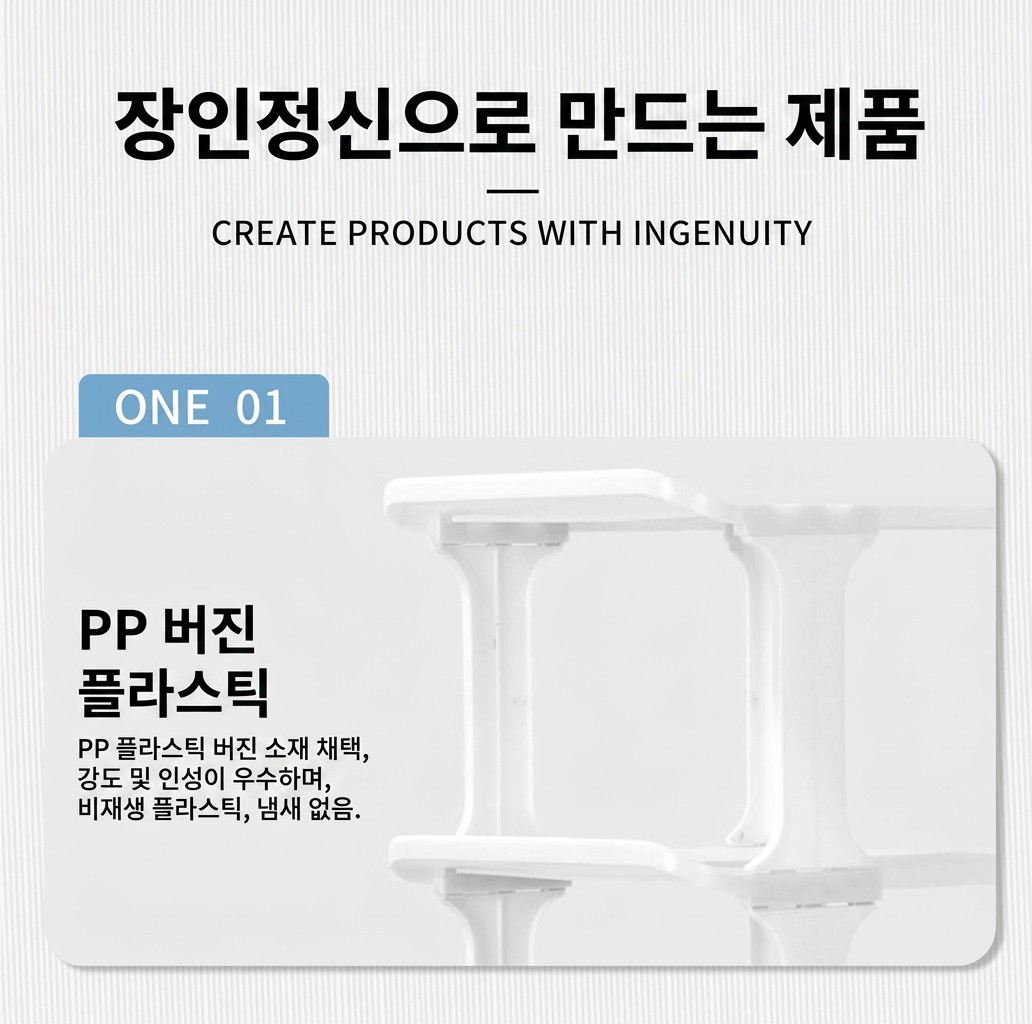 장인정신으로 만드는 제품
CREATE PRODUCTS WITH INGENUITY
ONE 01
PP 버진
플라스틱
PP 플라스틱 버진 소재 채택,
강도 및 인성이 우수하며,
비재생 플라스틱, 냄새 없음.